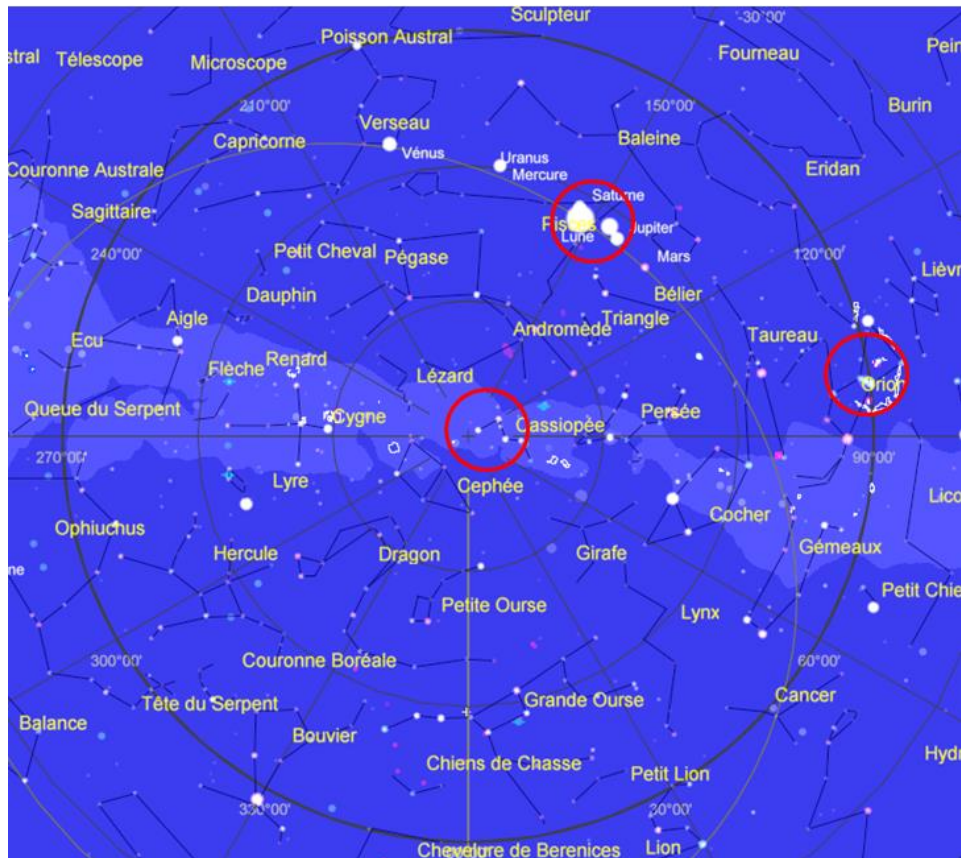 Sculpteur
-30°00'
Poisson Austral
Fourneau
Pein
stral
Télescope
Microscope
210°00'
150°00'
Burin
Verseau
Capricorne
Vénus
Uranus
Mercure
Baleine
Couronne Australe
Eridan
Saturne
Sagittaire
Pisons
Lune
Jupiter
240°00'
Petit Cheval
Pégase
Mars
120°00'
Lièv
Dauphin
Bélier
Andromède
Triangle
Aigle
Ecu
Taureau
Flèche
Renard
Lézard
Orion
Queue du Serpent
Cygne
Cassiopée
Persée
270°00'
90°00'
Lyre
Cephée
Lico
Ophiuchus
Cocher
Hercule
Dragon
Girafe
Gémeaux
ne
Petite Ourse
Petit Chie
Lynx
300°00'
Couronne Boréale
60°00'
Tête du Serpent
Grande Ourse
Cancer
Balance
Bouvier
Chiens de Chasse
Hydr
Petit Lion
330°00'
30°00'
Chevelure de Berenices
Lion